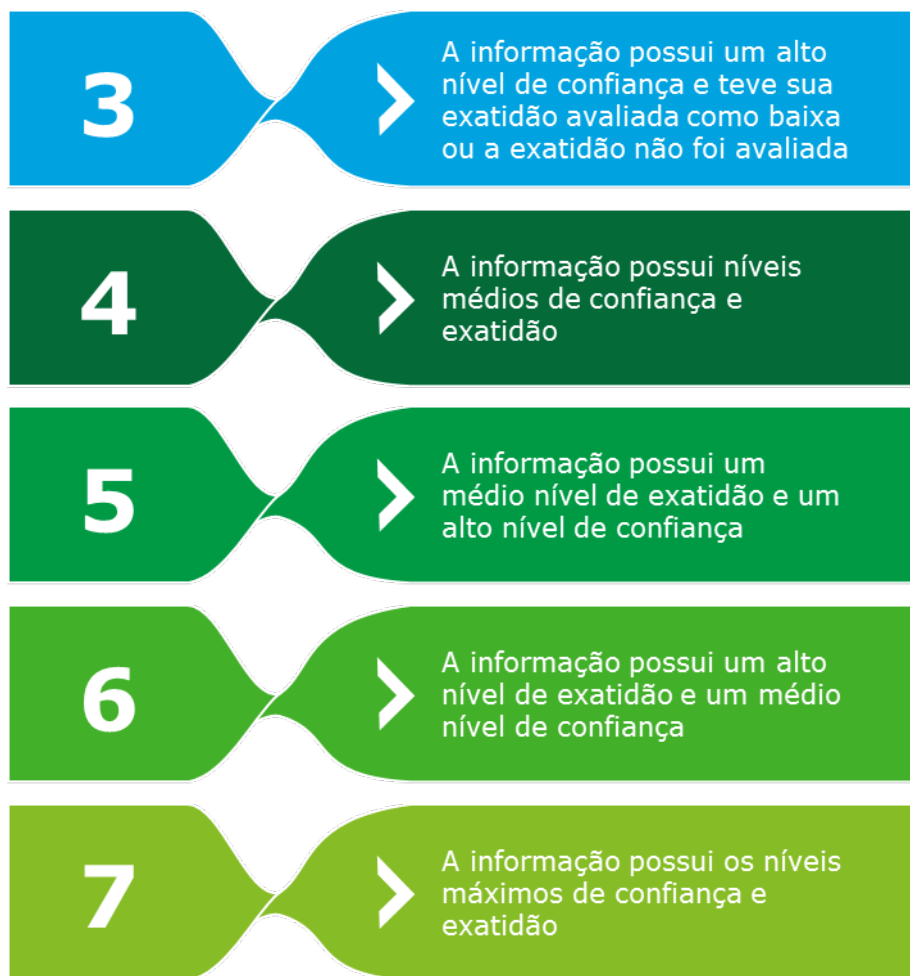 3
A informação possui um alto
nível de confiança e teve sua
exatidão avaliada como baixa
ou a exatidão não foi avaliada
4
A informação possui níveis
médios de confiança e
exatidão
5
A informação possui um
médio nível de exatidão e um
alto nível de confiança
6
A informação possui um alto
nível de exatidão e um médio
nível de confiança
7
A informação possui os níveis
máximos de confiança e
exatidão